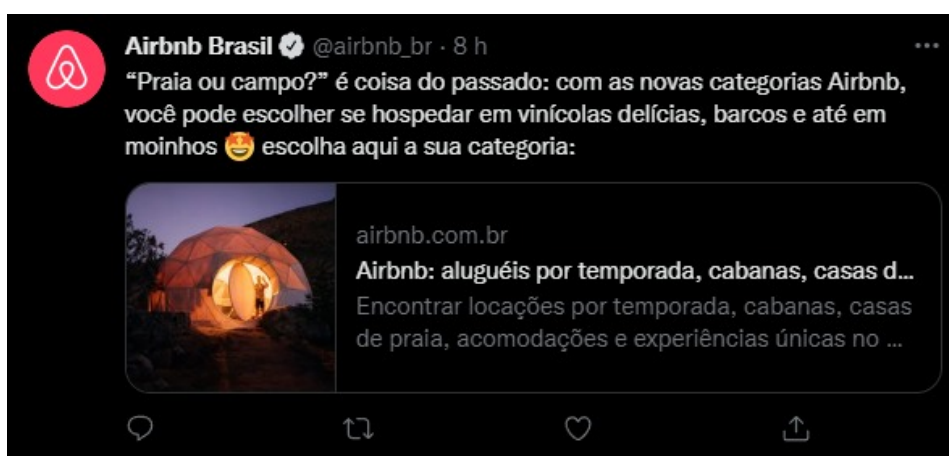 Airbnb Brasil @airbnb_br · 8 h
“Praia ou campo?” é coisa do passado: com as novas categorias Airbnb,
você pode escolher se hospedar em vinícolas delícias, barcos e até em
moinhos 🤩 escolha aqui a sua categoria:
airbnb.com.br
Airbnb: aluguéis por temporada, cabanas, casas d...
Encontrar locações por temporada, cabanas, casas
de praia, acomodações e experiências únicas no ...